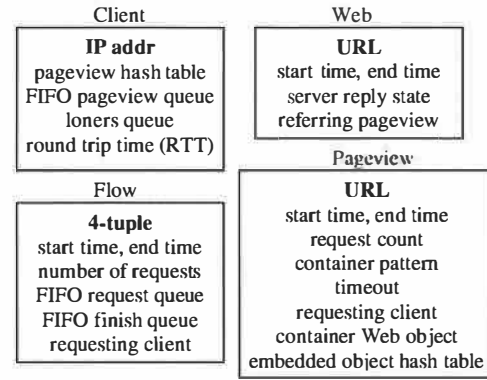 Client
IP addr
pageview hash table
FIFO pageview queue
loners queue
round trip time (RTT)
Web
URL
start time, end time
server reply state
referring pageview
Flow
4-tuple
start time, end time
number of requests
FIFO request queue
FIFO finish queue
requesting client
Pageview
URL
start time, end time
request count
container pattern
timeout
requesting client
container Web object
embedded object hash table